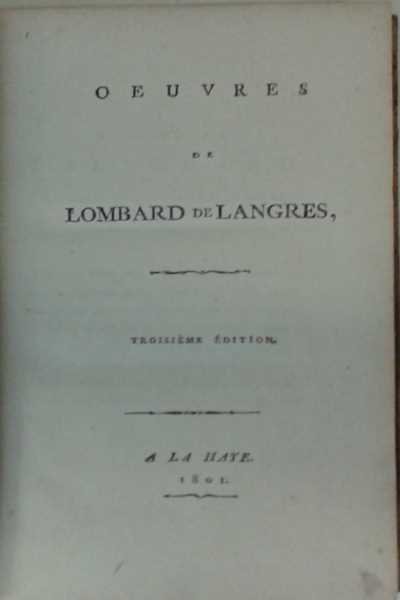 OEUVRES
DE
LOMBARD DE LANGRES,
TROISIÈME ÉDITION.
A LA HAYE.
1801.